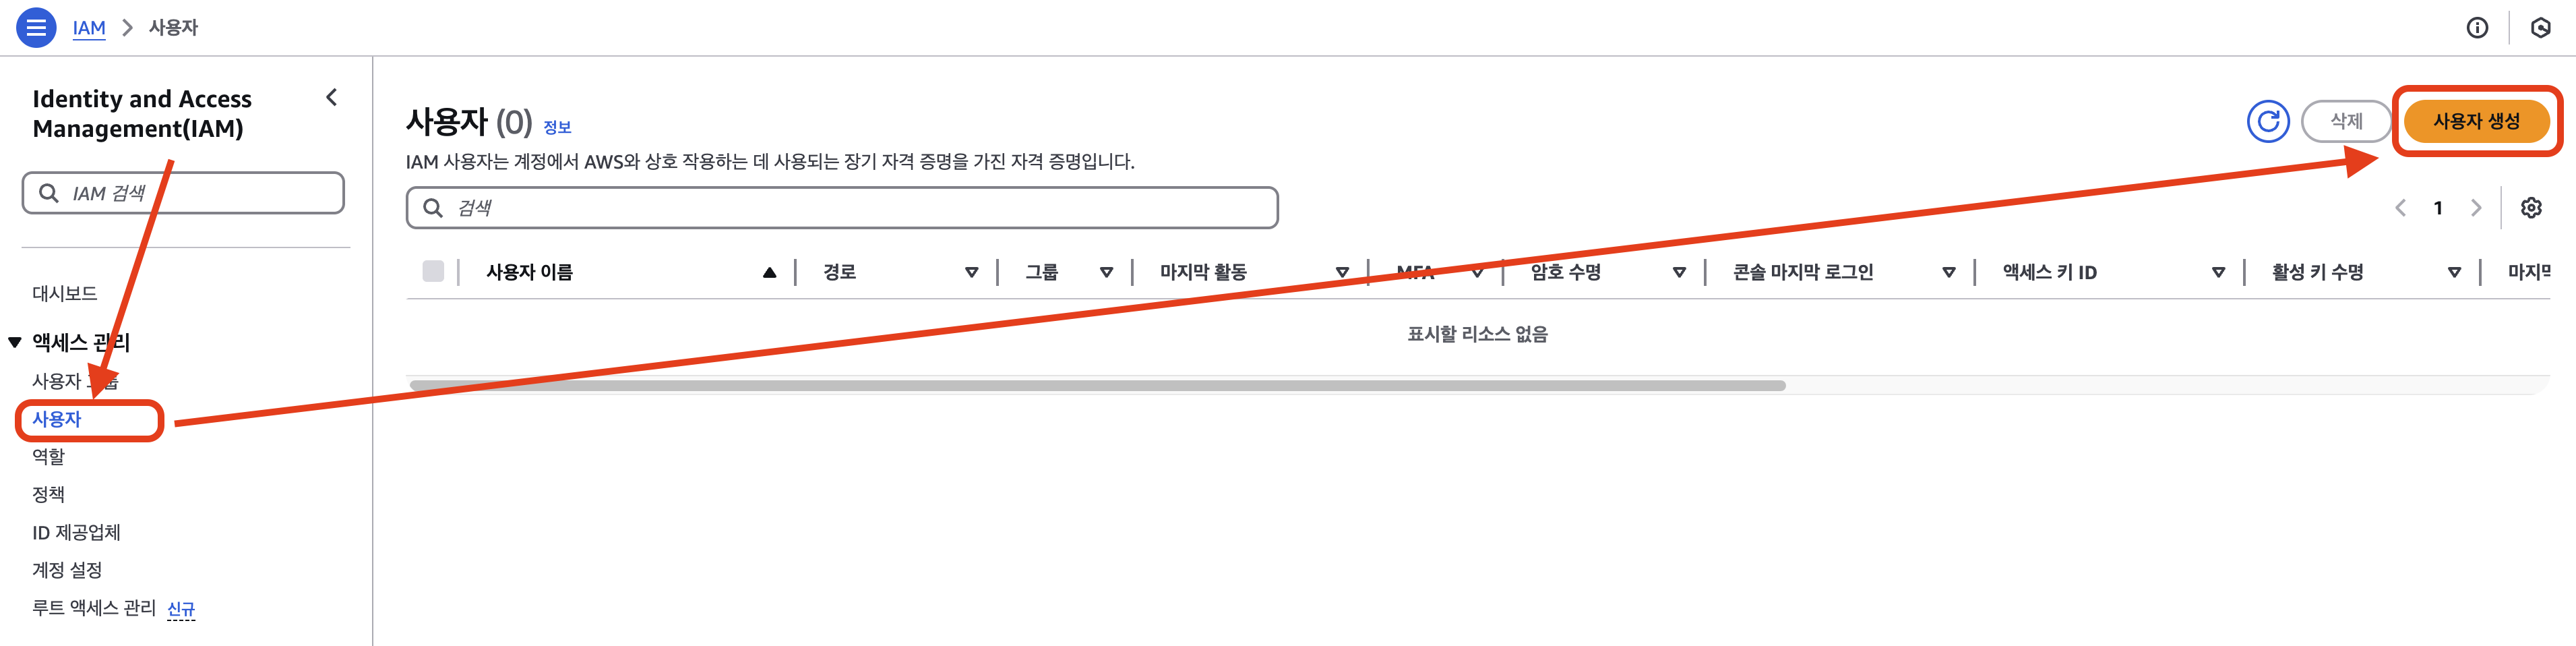 IAM > 사용자
Identity and Access
Management(IAM)
IAM 검색
대시보드
액세스 관리
사용자 그룹
사용자
역할
정책
ID 제공업체
계정 설정
루트 액세스 관리 신규
사용자 (0) 정보
삭제
사용자 생성
IAM 사용자는 계정에서 AWS와 상호 작용하는 데 사용되는 장기 자격 증명을 가진 자격 증명입니다.
검색
1
사용자 이름 경로 그룹 마지막 활동 MFA 암호 수명 콘솔 마지막 로그인 액세스 키 ID 활성 키 수명
표시할 리소스 없음